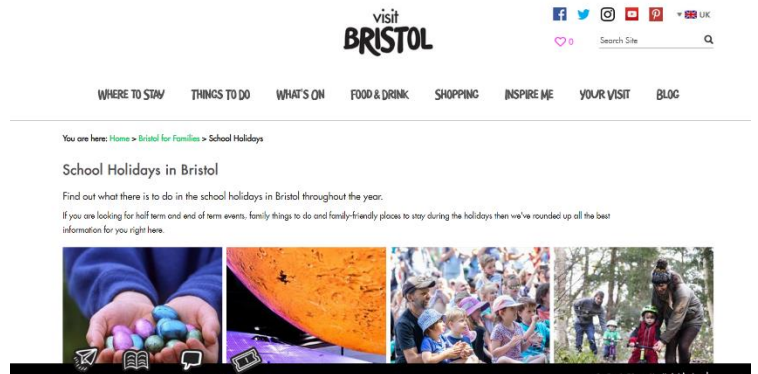 visit
BRISTOL
UK
0
Search Site
WHERE TO STAY THINGS TO DO WHAT'S ON FOOD & DRINK SHOPPING INSPIRE ME YOUR VISIT BLOG
You are here: Home > Bristol for Families > School Holidays
School Holidays in Bristol
Find out what there is to do in the school holidays in Bristol throughout the year.
If you are looking for half term and end of term events, family things to do and family-friendly places to stay during the holidays then we've rounded up all the best
information for you right here.